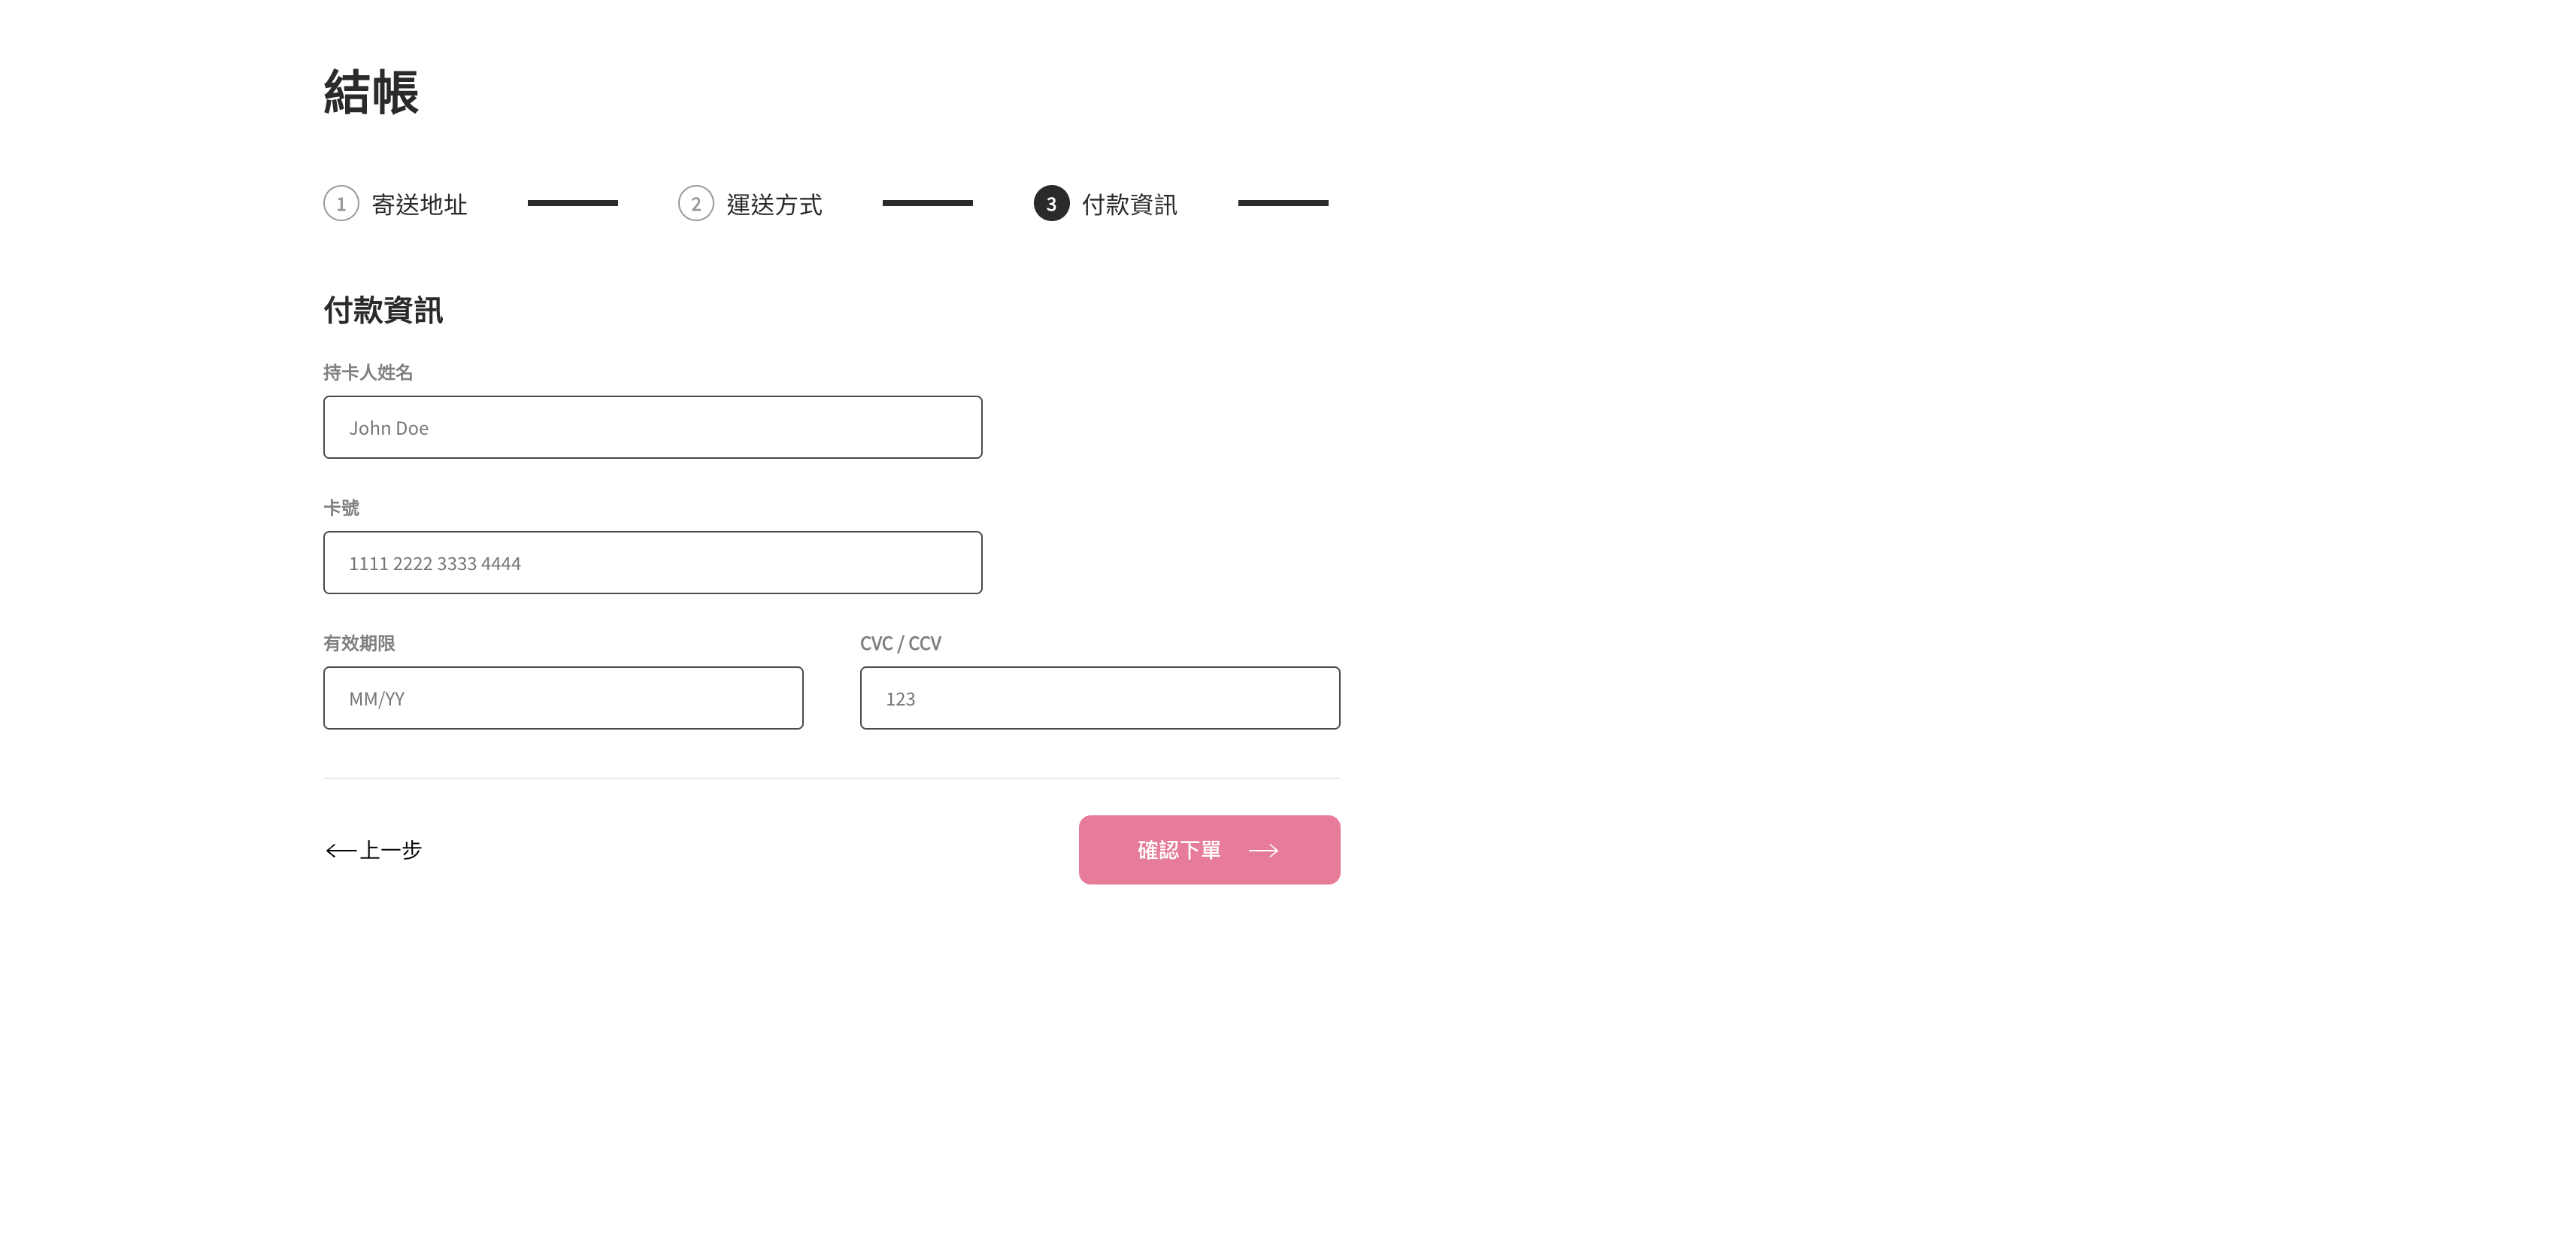 結帳
1 寄送地址 2 運送方式 3 付款資訊
付款資訊
持卡人姓名
John Doe
卡號
1111 2222 3333 4444
有效期限 CVC / CCV
MM/YY 123
上一步 確認下單